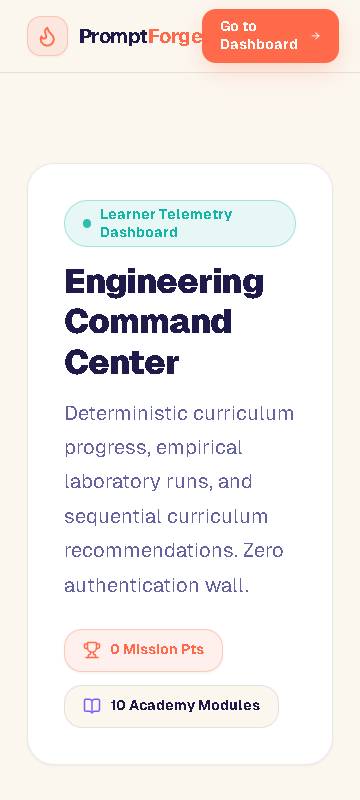 PromptForge
Go to
Dashboard →
Learner Telemetry
Dashboard
Engineering
Command
Center
Deterministic curriculum
progress, empirical
laboratory runs, and
sequential curriculum
recommendations. Zero
authentication wall.
0 Mission Pts
10 Academy Modules